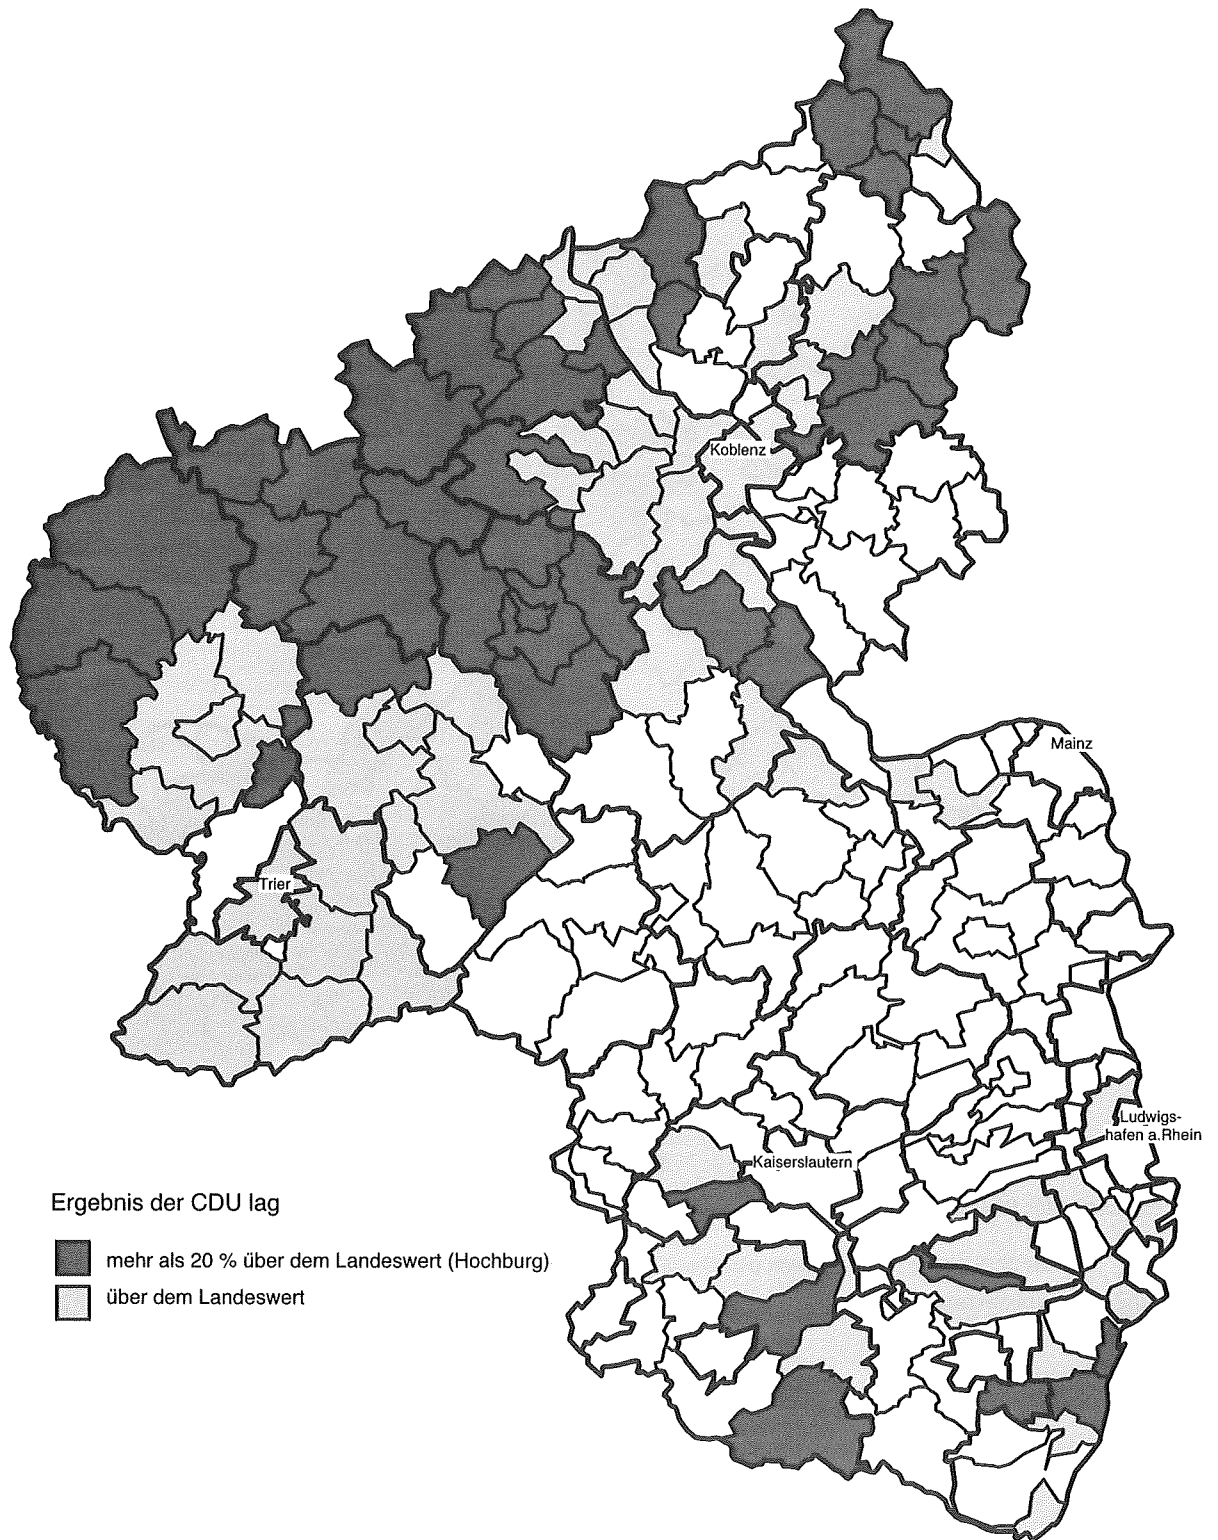 Koblenz
Mainz
Trier
Ludwigs-
hafen a.Rhein
Kaiserslautern
Ergebnis der CDU lag
mehr als 20 % über dem Landeswert (Hochburg)
über dem Landeswert